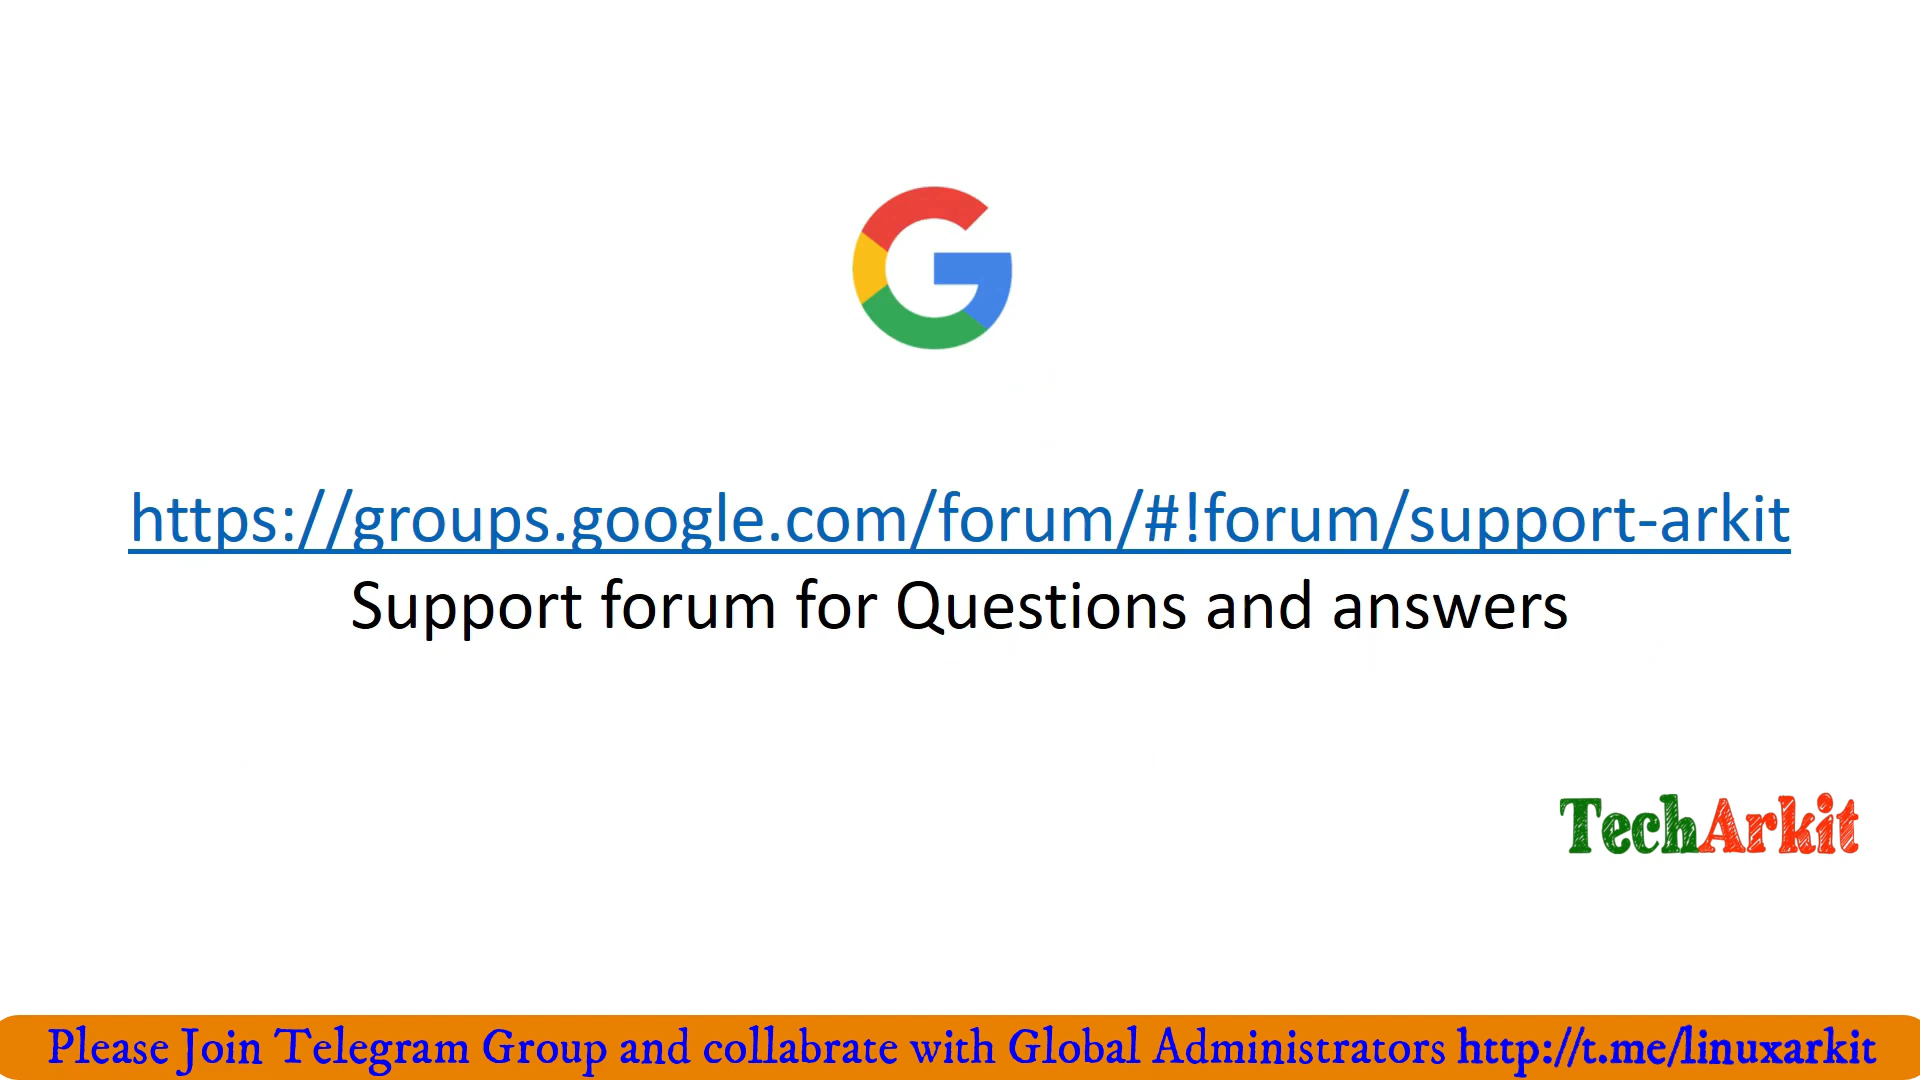 https://groups.google.com/forum/#!forum/support-arkit
Support forum for Questions and answers
TechArkit
Please Join Telegram Group and collabrate with Global Administrators http://t.me/linuxarkit